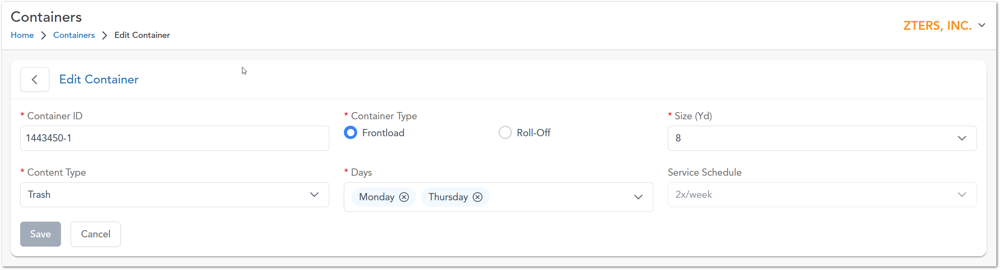 Containers
Home Containers Edit Container
ZTERS, INC.
Edit Container
* Container ID
1443450-1
* Container Type
Frontload Roll-Off
* Size (Yd)
8
* Content Type
Trash
* Days
Monday Thursday
Service Schedule
2x/week
Save Cancel